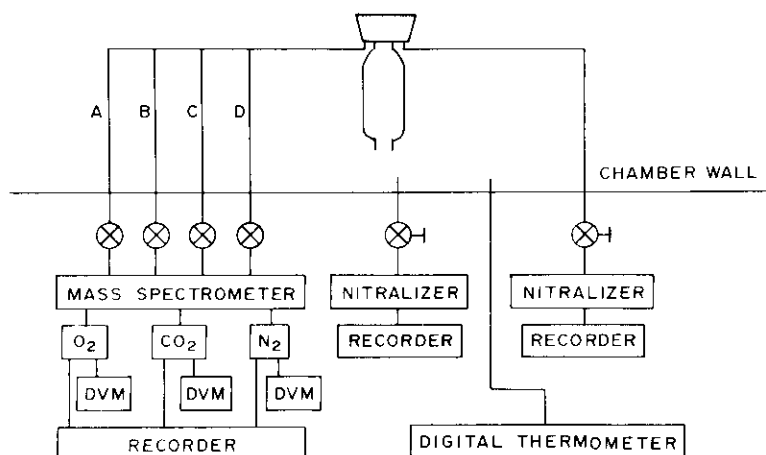 A B C D
CHAMBER WALL
MASS SPECTROMETER
NITRALIZER
NITRALIZER
O2
CO2
N2
RECORDER
RECORDER
DVM
DVM
DVM
RECORDER
DIGITAL THERMOMETER